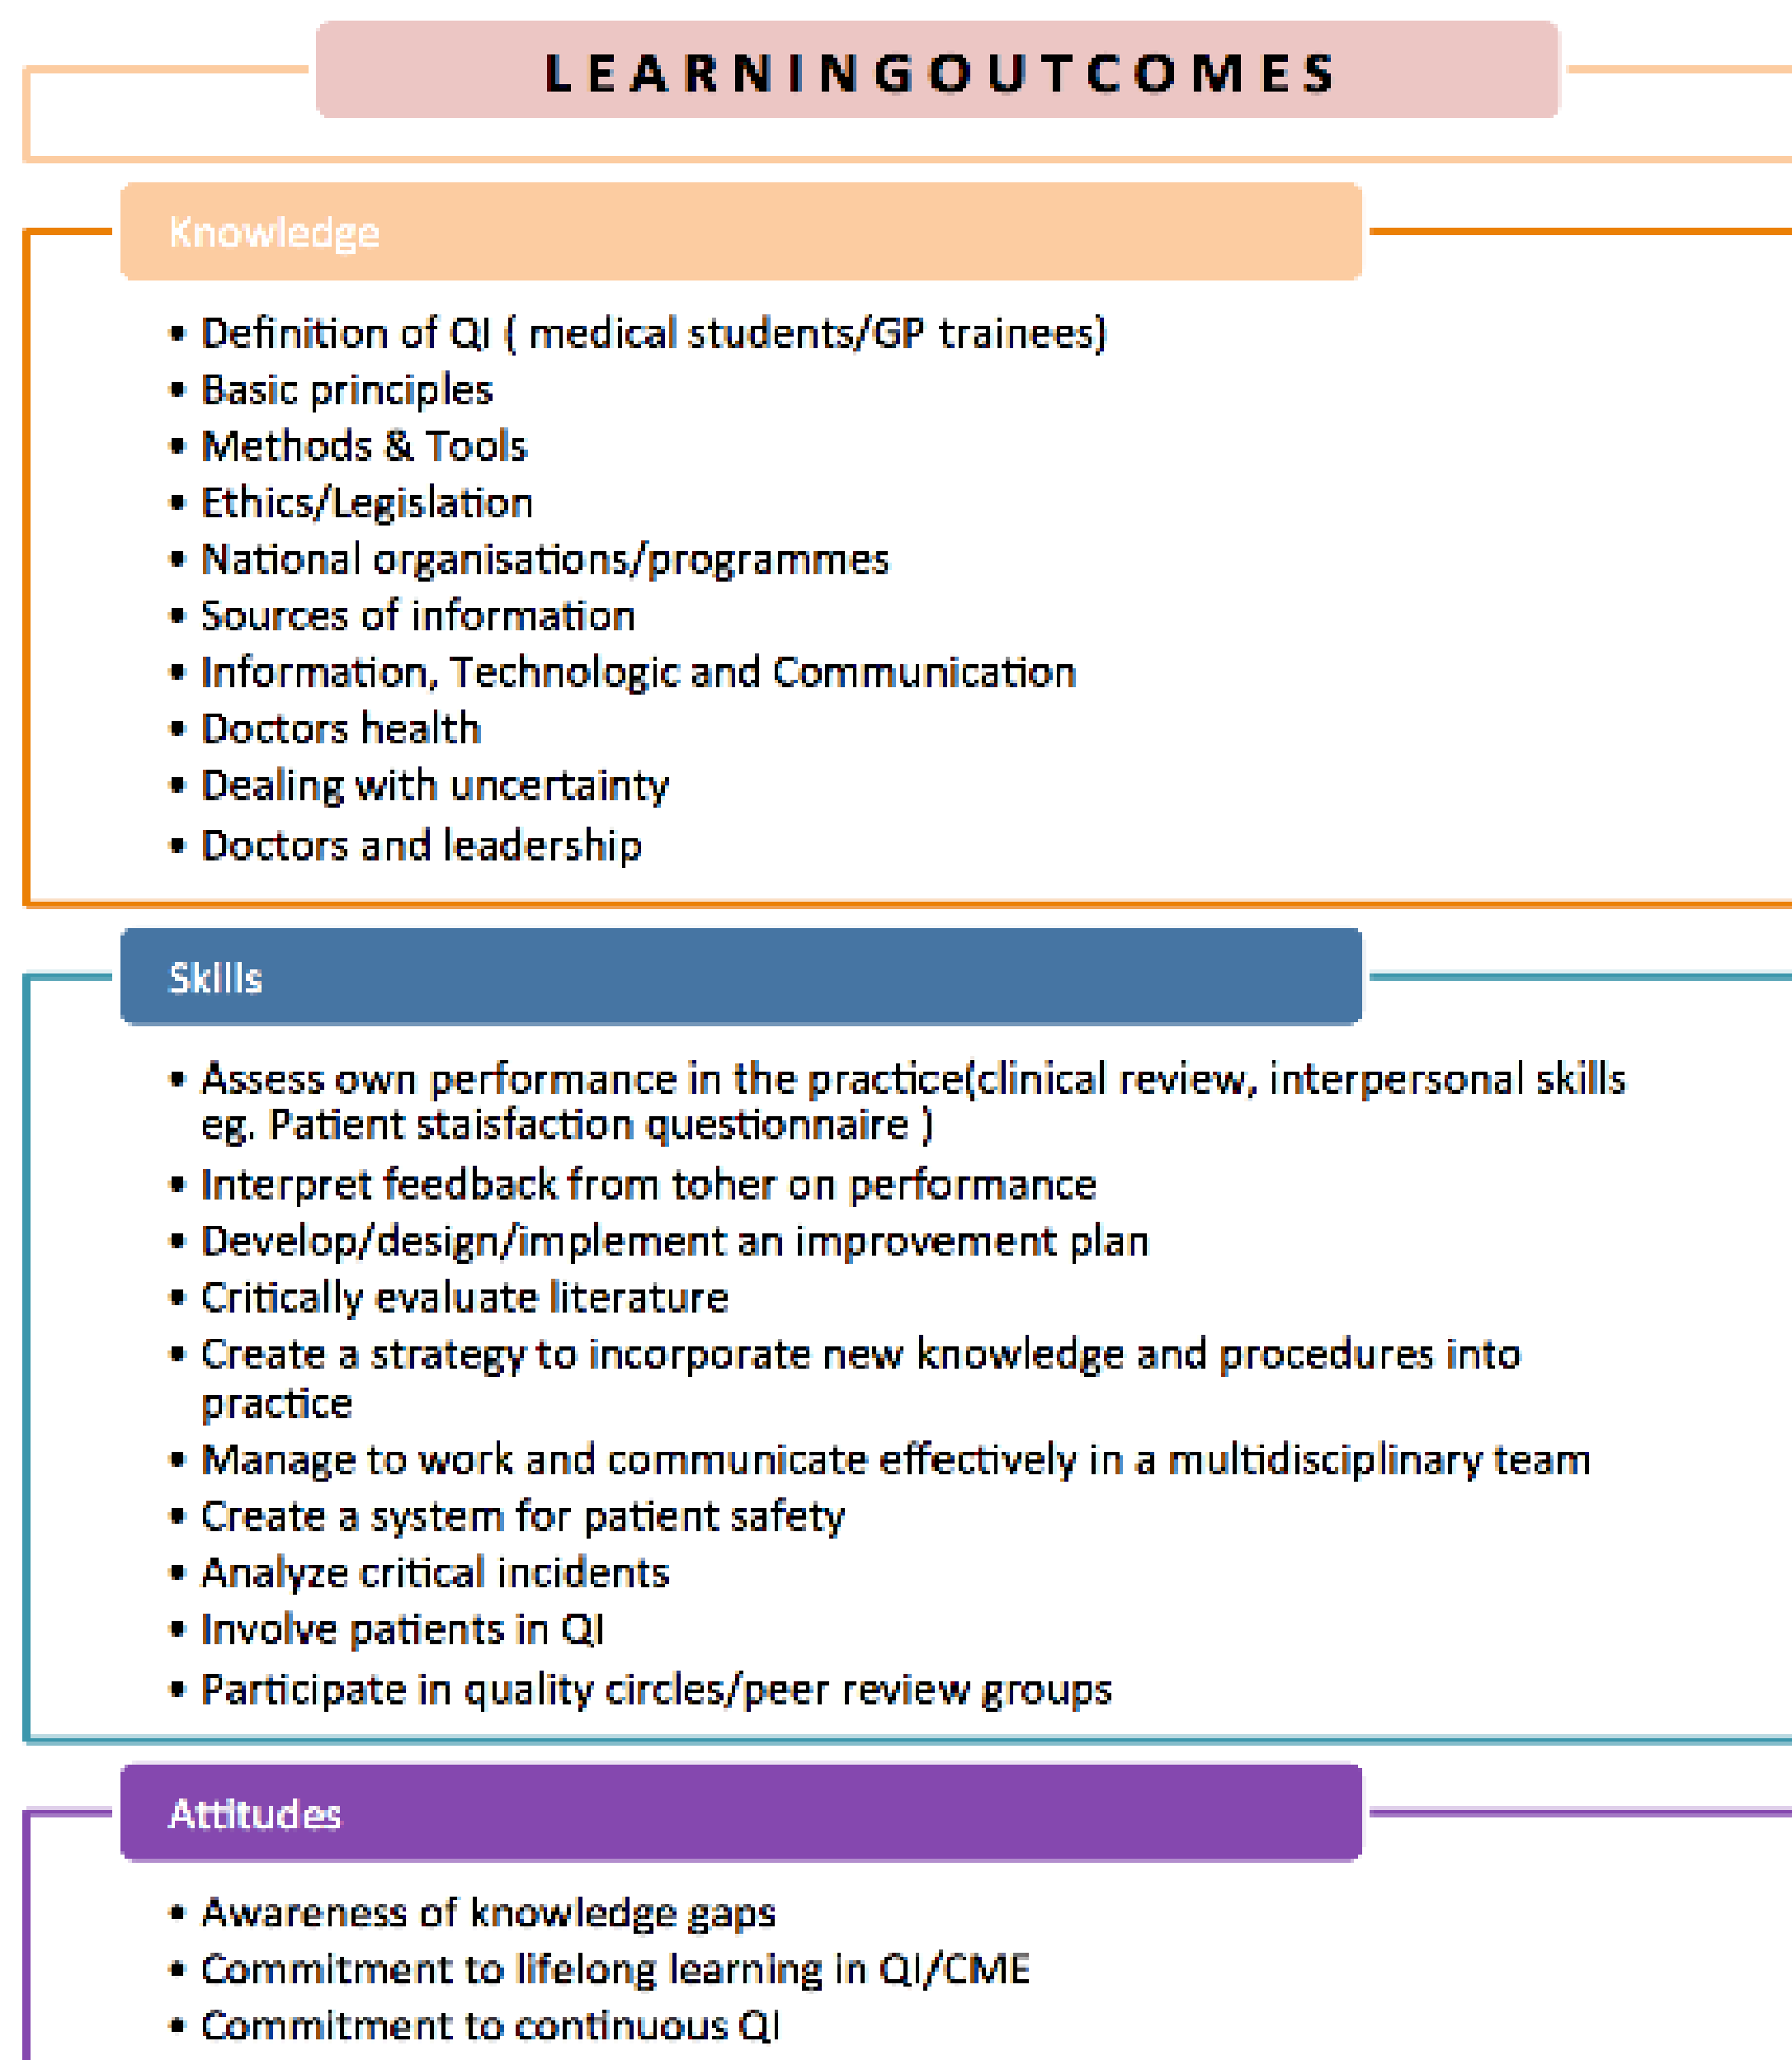 LEARNINGOUTCOMES
Knowledge
• Definition of QI ( medical students/GP trainees)
• Basic principles
• Methods & Tools
• Ethics/Legislation
• National organisations/programmes
• Sources of information
• Information, Technologic and Communication
• Doctors health
• Dealing with uncertainty
• Doctors and leadership
Skills
• Assess own performance in the practice(clinical review, interpersonal skills
eg. Patient staisfaction questionnaire )
• Interpret feedback from toher on performance
• Develop/design/implement an improvement plan
• Critically evaluate literature
• Create a strategy to incorporate new knowledge and procedures into
practice
• Manage to work and communicate effectively in a multidisciplinary team
• Create a system for patient safety
• Analyze critical incidents
• Involve patients in QI
• Participate in quality circles/peer review groups
Attitudes
• Awareness of knowledge gaps
• Commitment to lifelong learning in QI/CME
• Commitment to continuous QI